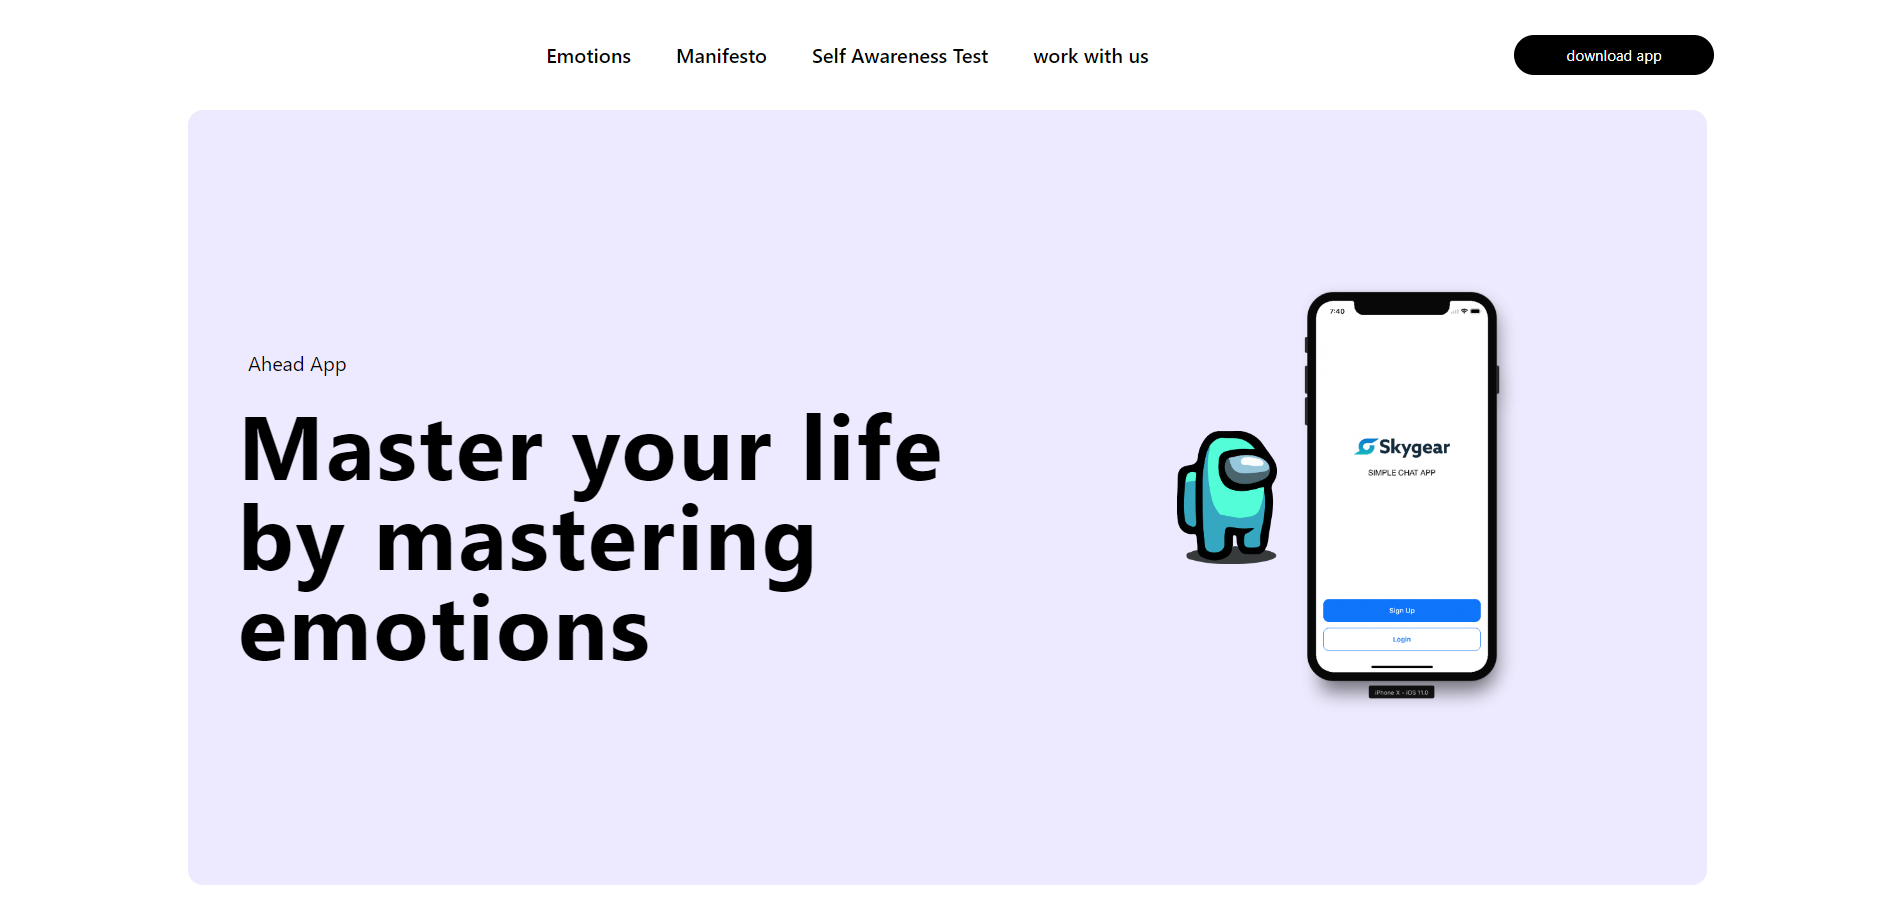 Emotions Manifesto Self Awareness Test work with us download app
Ahead App
Master your life
by mastering
emotions
7:40
Skygear
SIMPLE CHAT APP
Sign Up
Login
iPhone X - iOS 11.0